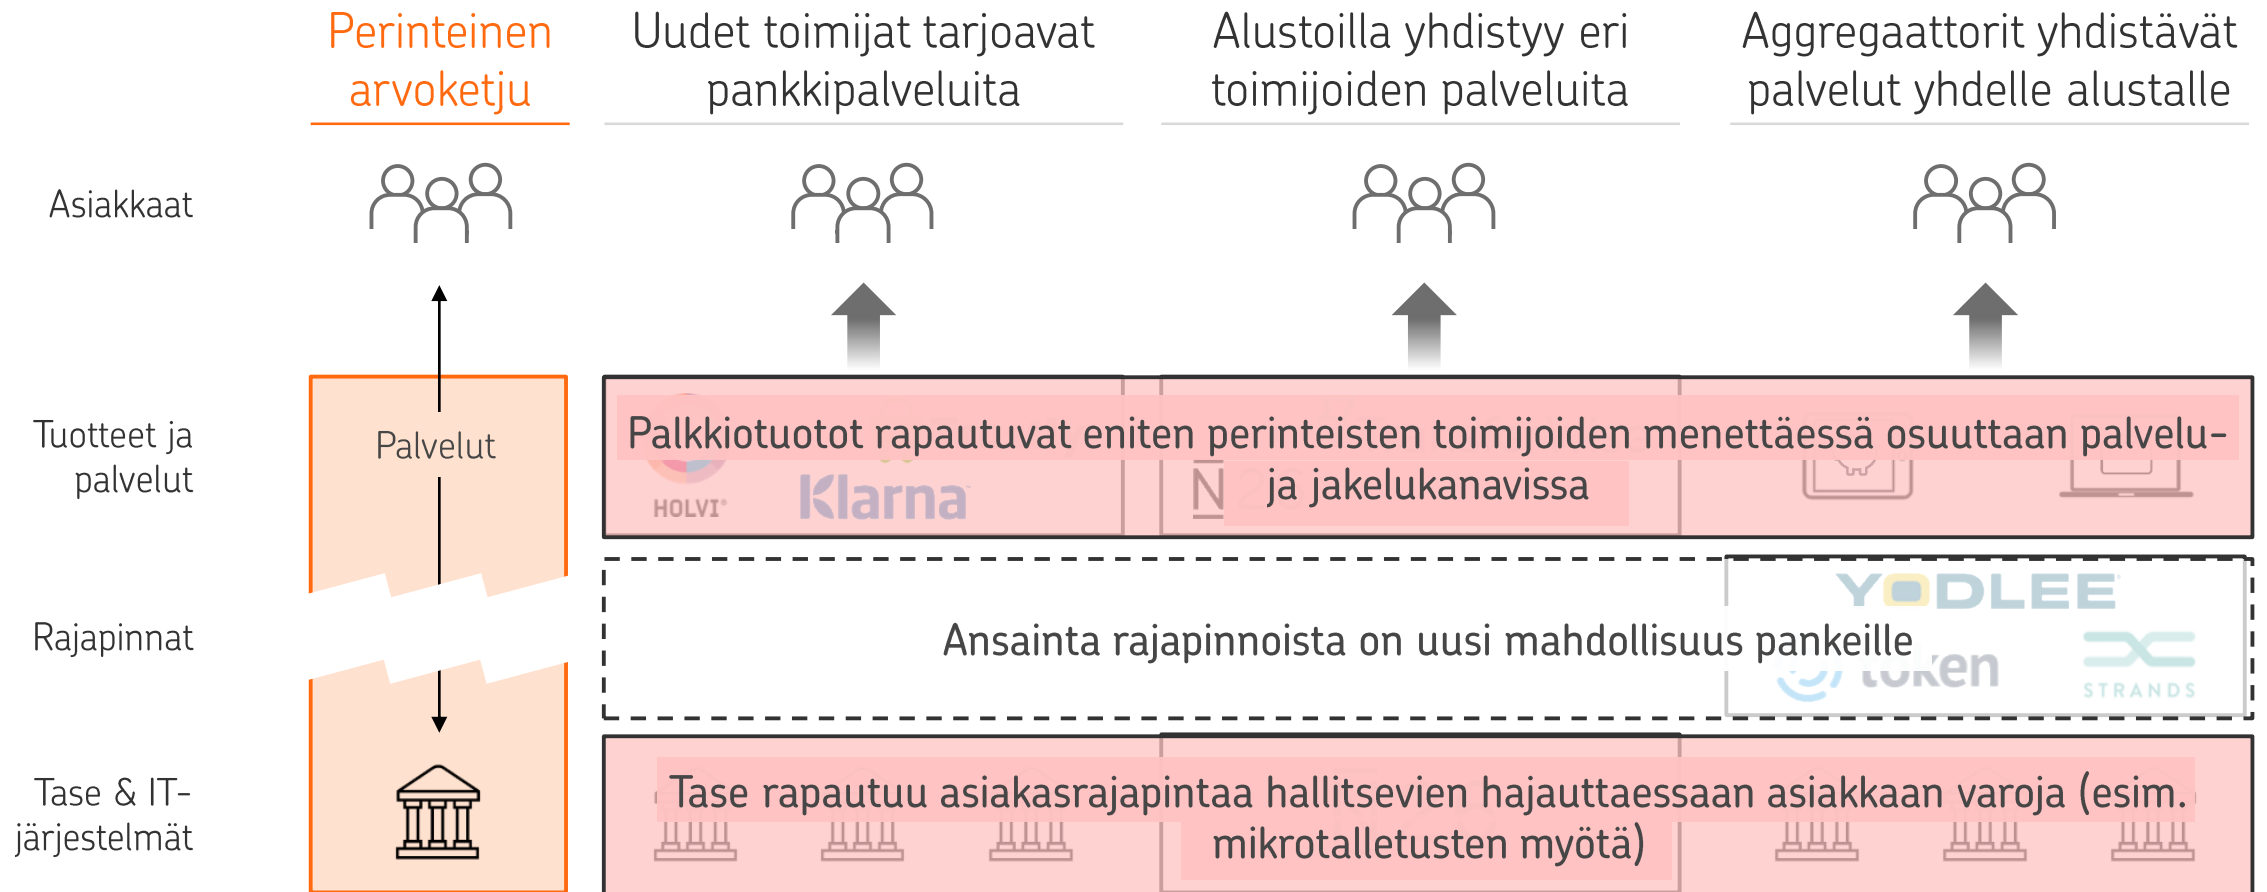 Perinteinen
arvoketju
Uudet toimijat tarjoavat
pankkipalveluita
Alustoilla yhdistyy eri
toimijoiden palveluita
Aggregaattorit yhdistävät
palvelut yhdelle alustalle
Asiakkaat
Tuotteet ja
palvelut
Palvelut
Palkkiotuotot rapautuvat eniten perinteisten toimijoiden menettäessä osuuttaan palvelu-
ja jakelukanavissa
HOLVI®
Klarna
N
Rajapinnat
Ansainta rajapinnoista on uusi mahdollisuus pankeille
YODLEE
token
STRANDS
Tase & IT-
järjestelmät
Tase rapautuu asiakasrajapintaa hallitsevien hajauttaessaan asiakkaan varoja (esim.
mikrotalletusten myötä)